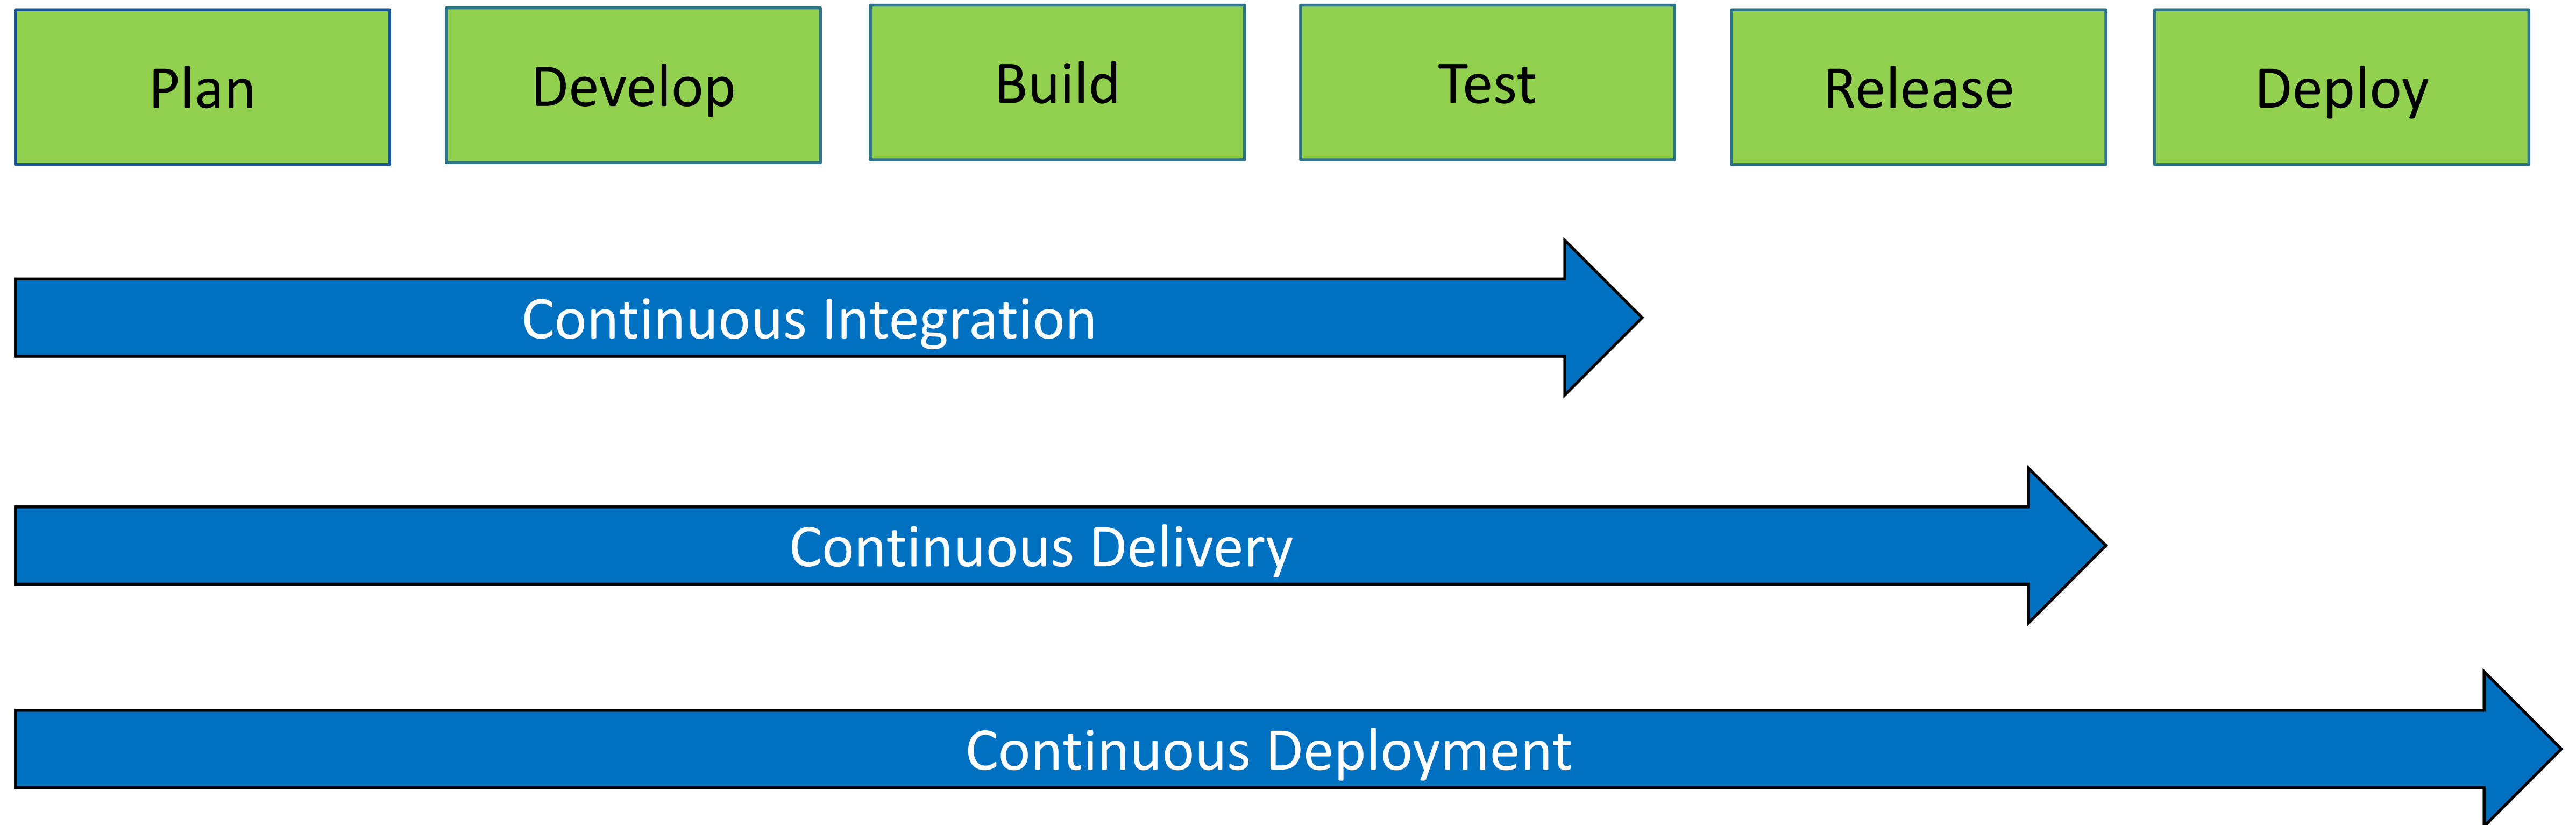 Plan
Develop
Build
Test
Release
Deploy
Continuous Integration
Continuous Delivery
Continuous Deployment